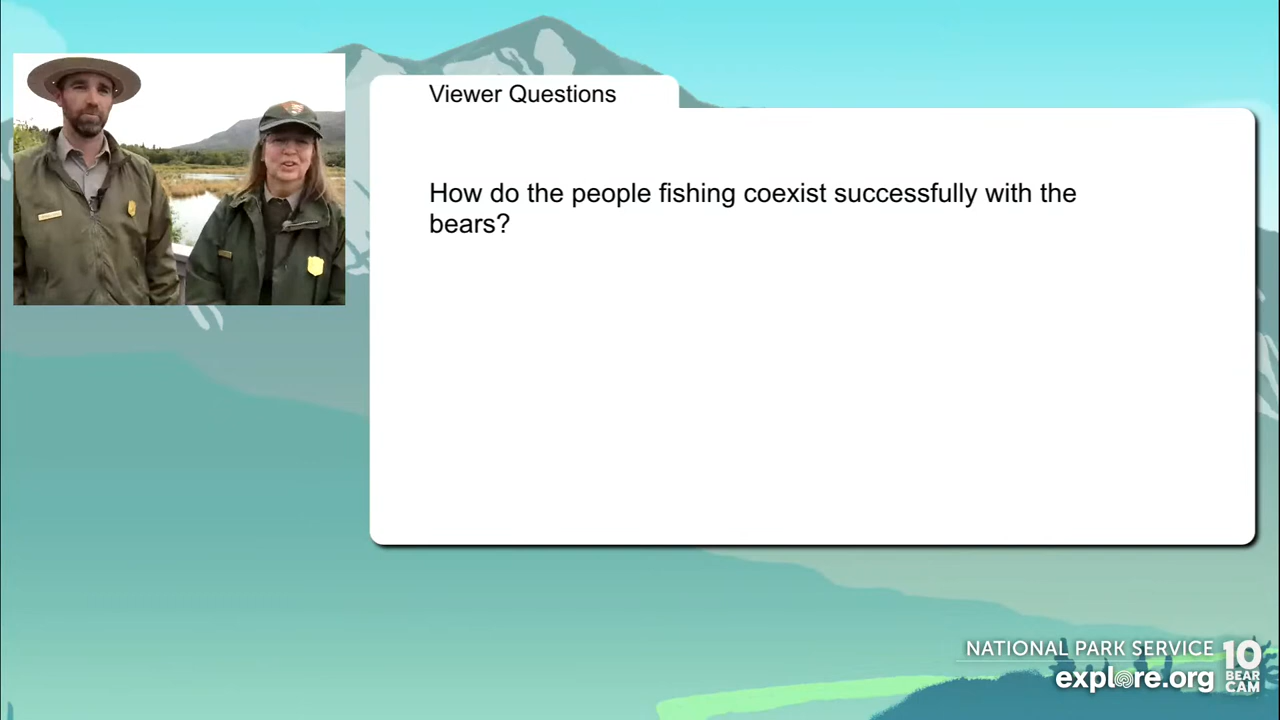 Viewer Questions
How do the people fishing coexist successfully with the
bears?
NATIONAL PARK SERVICE
explore.org
10
BEAR
CAM